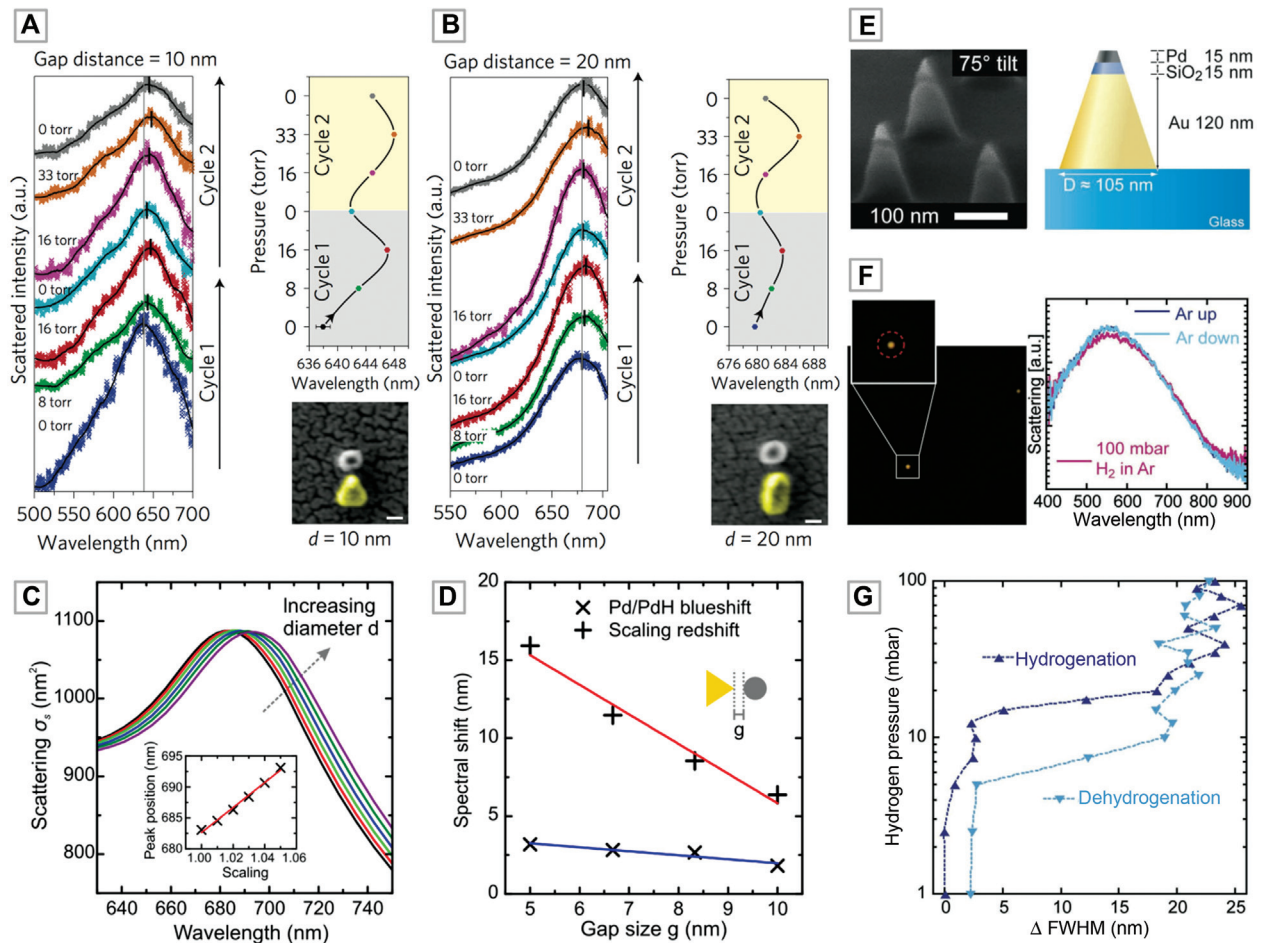 A
Gap distance = 10 nm
Scattered intensity (a.u.)
0 torr
33 torr
16 torr
0 torr
16 torr
8 torr
0 torr
Cycle 2
Cycle 1
500 550 600 650 700
Wavelength (nm)
Pressure (torr)
0
33
16
0
16
8
0
Cycle 2
Cycle 1
636 640 644 648
Wavelength (nm)
d = 10 nm
B
Gap distance = 20 nm
Scattered intensity (a.u.)
0 torr
33 torr
16 torr
0 torr
16 torr
8 torr
0 torr
Cycle 2
Cycle 1
550 600 650 700
Wavelength (nm)
Pressure (torr)
0
33
16
0
16
8
0
Cycle 2
Cycle 1
676 680 684 688
Wavelength (nm)
d = 20 nm
E
75° tilt
100 nm
Pd 15 nm
SiO2 15 nm
Au 120 nm
D ≈ 105 nm
Glass
F
Scattering [a.u.]
Ar up
Ar down
100 mbar
H2 in Ar
400 500 600 700 800 900
Wavelength (nm)
C
Scattering σs (nm²)
1100
1000
900
800
Increasing
diameter d
Peak position (nm)
695
690
685
680
1.00 1.02 1.04 1.06
Scaling
640 660 680 700 720 740
Wavelength (nm)
D
Spectral shift (nm)
20
15
10
5
0
Pd/PdH blueshift
Scaling redshift
g
5 6 7 8 9 10
Gap size g (nm)
G
Hydrogen pressure (mbar)
100
10
1
Hydrogenation
Dehydrogenation
0 5 10 15 20 25
Δ FWHM (nm)